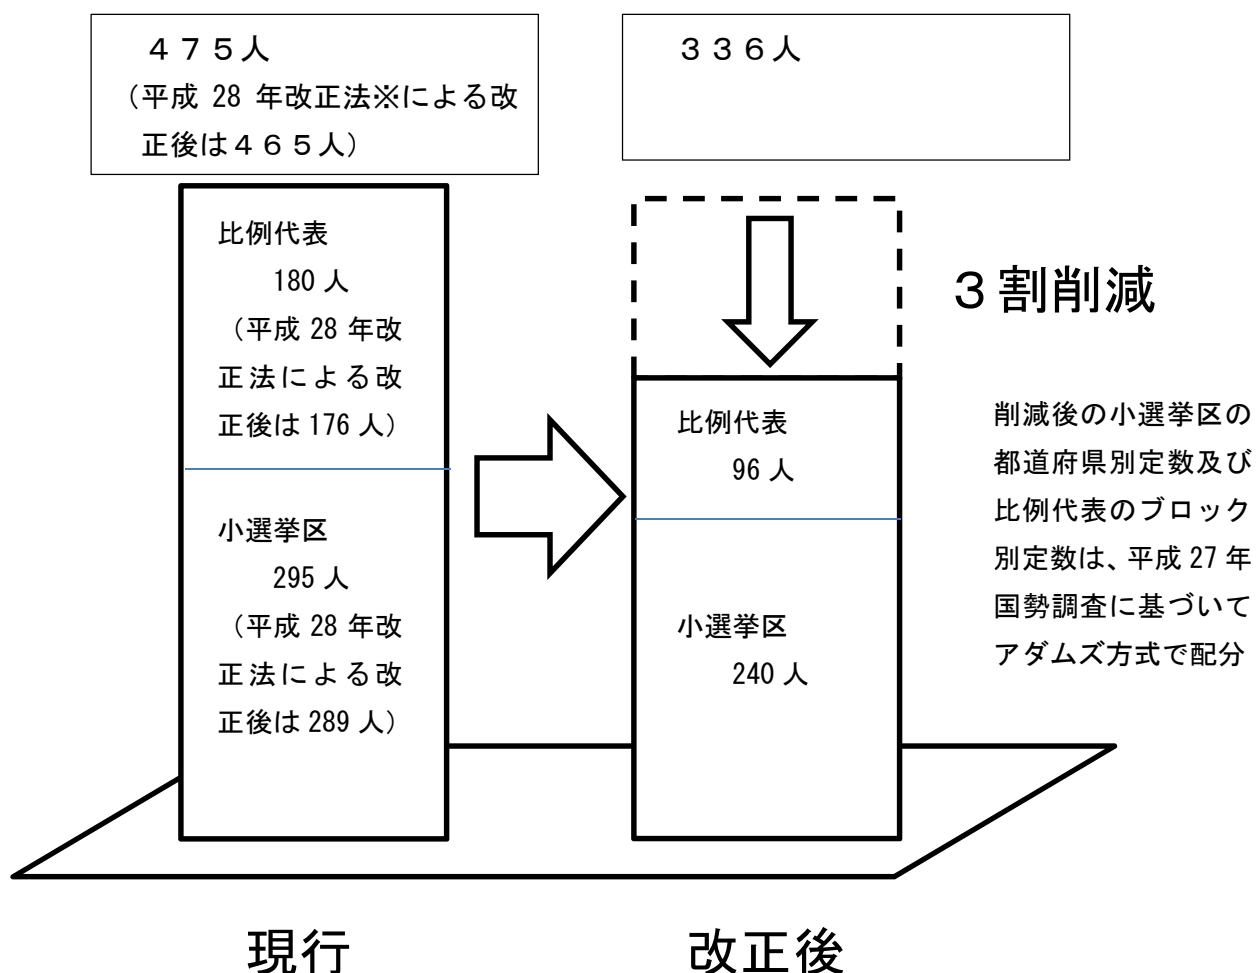 ４７５人
（平成 28 年改正法※による改
正後は４６５人）
３３６人
比例代表
180 人
（平成 28 年改
正法による改
正後は 176 人）
小選挙区
295 人
（平成 28 年改
正法による改
正後は 289 人）
比例代表
96 人
小選挙区
240 人
３割削減
削減後の小選挙区の
都道府県別定数及び
比例代表のブロック
別定数は、平成 27 年
国勢調査に基づいて
アダムズ方式で配分
現行
改正後